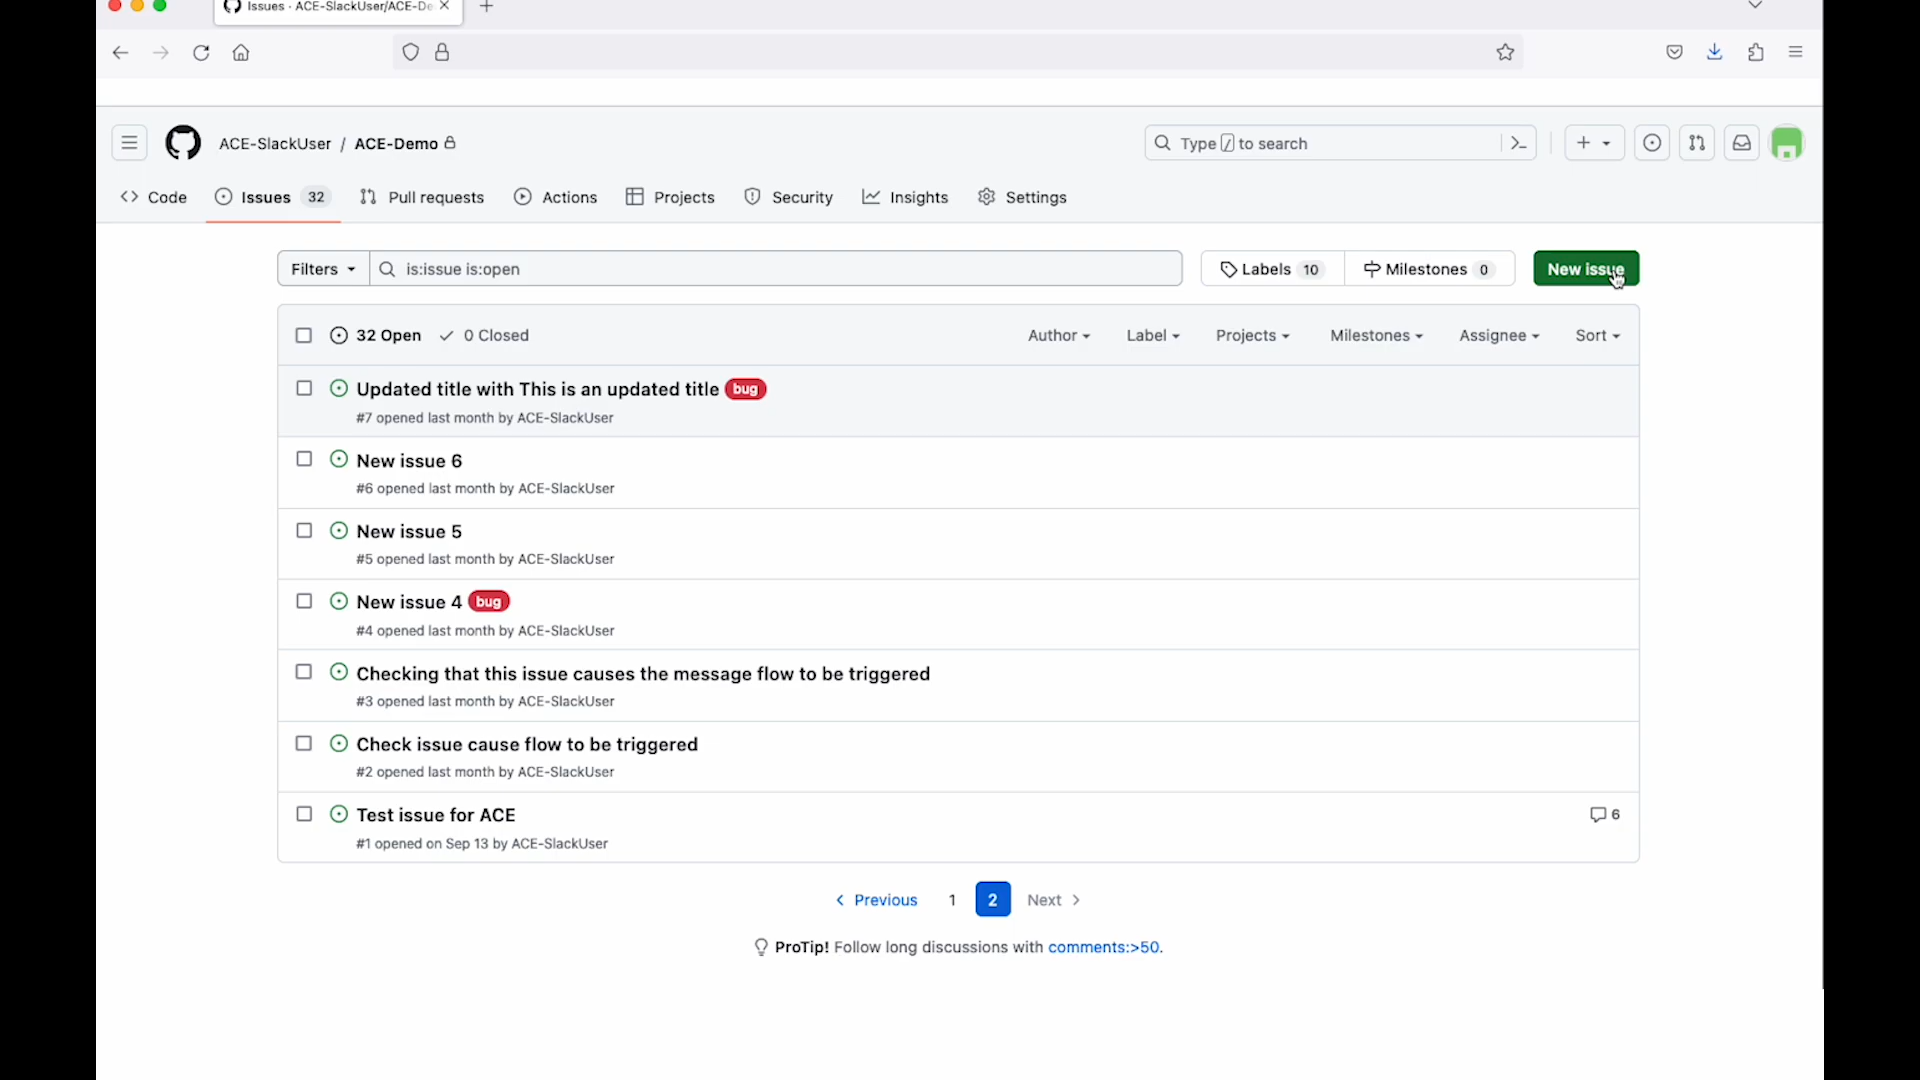 Issues · ACE-SlackUser/ACE-De
ACE-SlackUser / ACE-Demo
Type / to search
Code Issues 32 Pull requests Actions Projects Security Insights Settings
Filters is:issue is:open Labels 10 Milestones 0 New issue
32 Open 0 Closed Author Label Projects Milestones Assignee Sort
Updated title with This is an updated title bug
#7 opened last month by ACE-SlackUser
New issue 6
#6 opened last month by ACE-SlackUser
New issue 5
#5 opened last month by ACE-SlackUser
New issue 4 bug
#4 opened last month by ACE-SlackUser
Checking that this issue causes the message flow to be triggered
#3 opened last month by ACE-SlackUser
Check issue cause flow to be triggered
#2 opened last month by ACE-SlackUser
Test issue for ACE 6
#1 opened on Sep 13 by ACE-SlackUser
Previous 1 2 Next
ProTip! Follow long discussions with comments:>50.